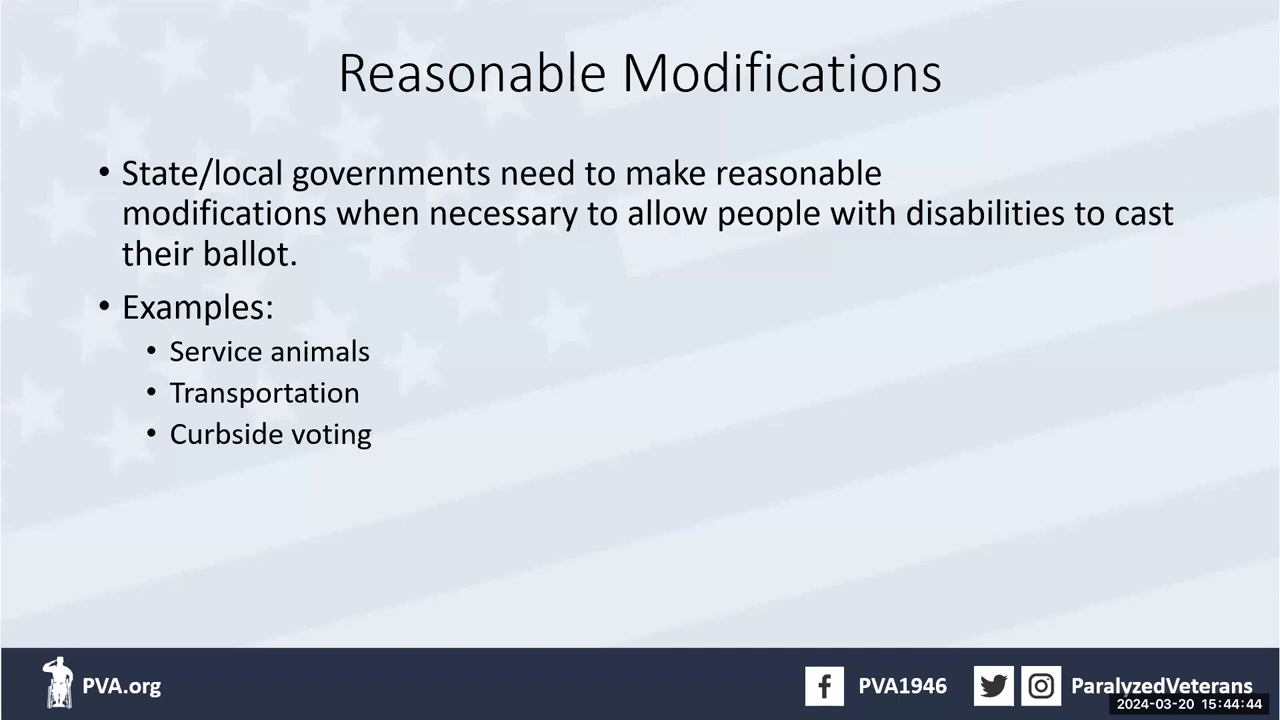 Reasonable Modifications
• State/local governments need to make reasonable
modifications when necessary to allow people with disabilities to cast
their ballot.
• Examples:
• Service animals
• Transportation
• Curbside voting
PVA.org
PVA1946
ParalyzedVeterans
2024-03-20 15:44:44